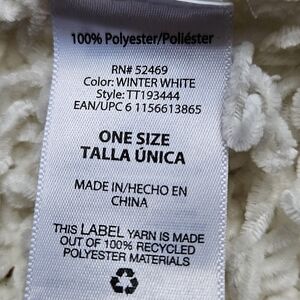 100% Polyester/Poliéster
RN# 52469
Color: WINTER WHITE
Style: TT193444
EAN/UPC 6 1156613865
ONE SIZE
TALLA ÚNICA
MADE IN/HECHO EN
CHINA
THIS LABEL YARN IS MADE
OUT OF 100% RECYCLED
POLYESTER MATERIALS